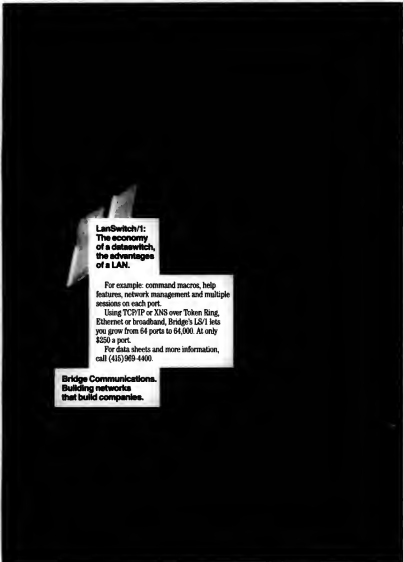 LanSwitch/1:
The economy
of a dataswitch,
the advantages
of a LAN.
For example: command macros, help
features, network management and multiple
sessions on each port.
Using TCP/IP or XNS over Token Ring,
Ethernet or broadband, Bridge's LS/1 lets
you grow from 64 ports to 64,000. At only
$250 a port.
For data sheets and more information,
call (415) 969-4400.
Bridge Communications.
Building networks
that build companies.